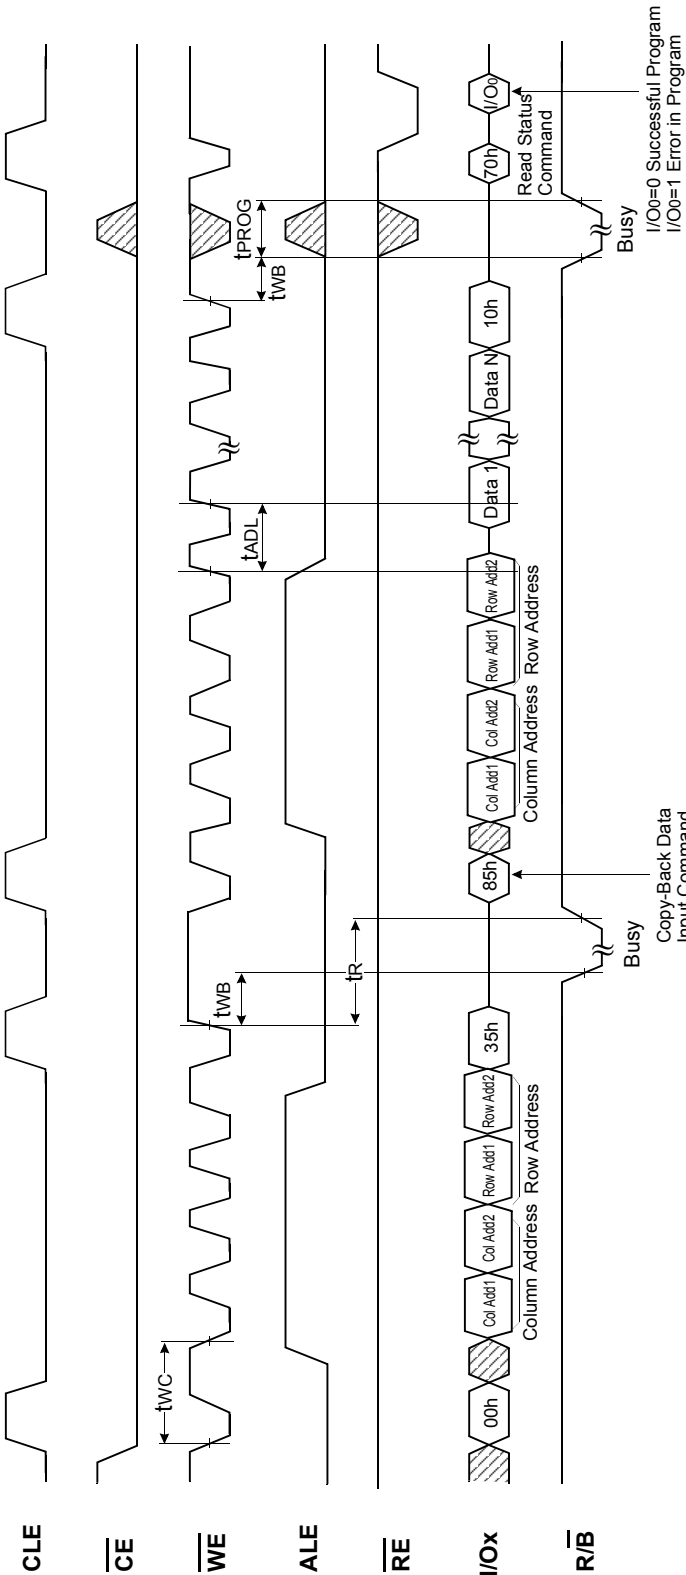 CLE
CE
WE
tWC
tWB
tADL
tWB
tPROG
ALE
RE
tR
I/Ox
00h
Col Add1
Col Add2
Row Add1
Row Add2
35h
85h
Col Add1
Col Add2
Row Add1
Row Add2
Data 1
Data N
10h
70h
I/O0
Column Address
Row Address
Column Address
Row Address
Read Status
Command
R/B
Busy
Busy
Copy-Back Data
Input Command
I/O0=0 Successful Program
I/O0=1 Error in Program